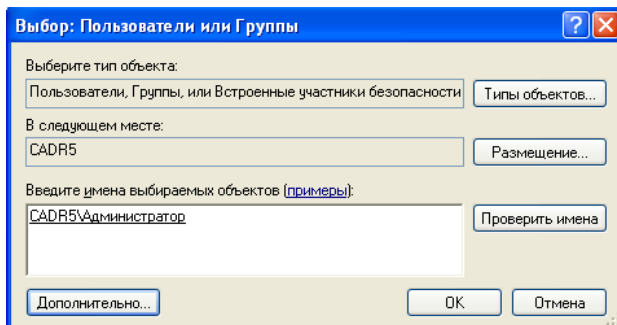 Выбор: Пользователи или Группы
Выберите тип объекта:
Пользователи, Группы, или Встроенные участники безопасности
Типы объектов...
В следующем месте:
CADR5
Размещение...
Введите имена выбираемых объектов (примеры):
CADR5\Администратор
Проверить имена
Дополнительно...
OK
Отмена